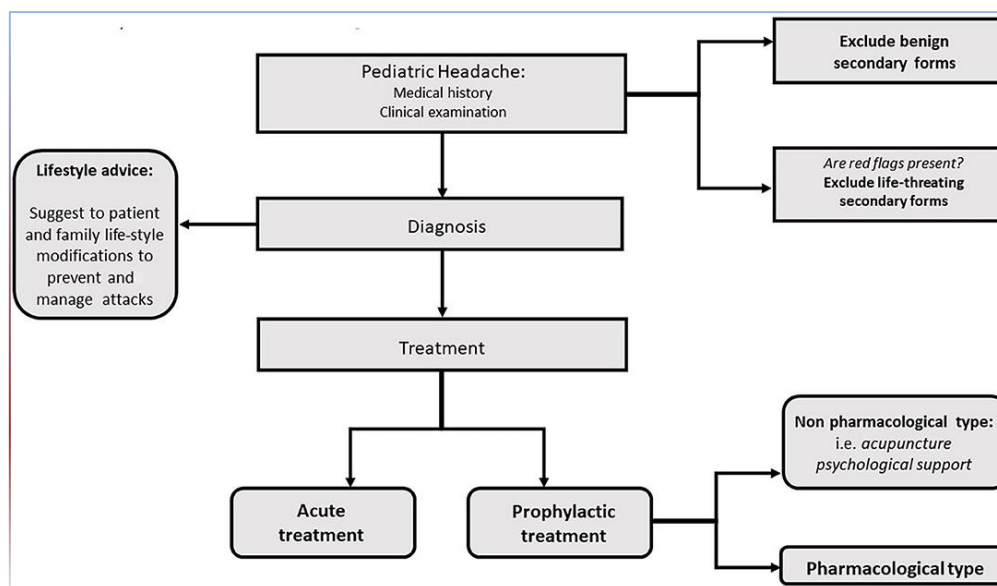 Pediatric Headache:
Medical history
Clinical examination
Exclude benign
secondary forms
Are red flags present?
Exclude life-threating
secondary forms
Lifestyle advice:
Suggest to patient
and family life-style
modifications to
prevent and
manage attacks
Diagnosis
Treatment
Acute
treatment
Prophylactic
treatment
Non pharmacological type:
i.e. acupuncture
psychological support
Pharmacological type